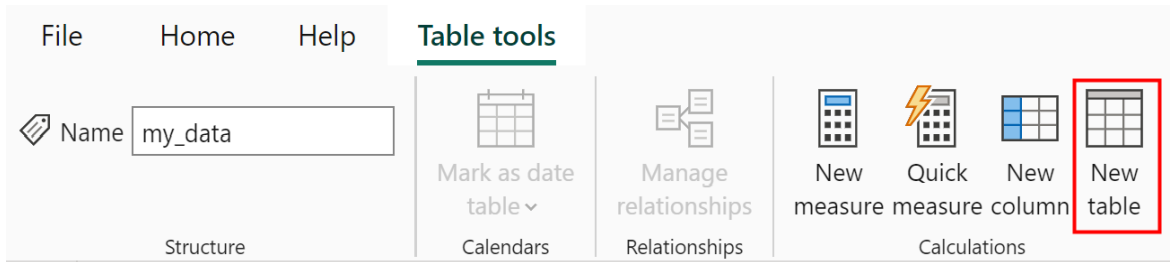 File Home Help Table tools
Name my_data
Mark as date
table
Manage
relationships
New
measure
Quick
measure
New
column
New
table
Structure Calendars Relationships Calculations